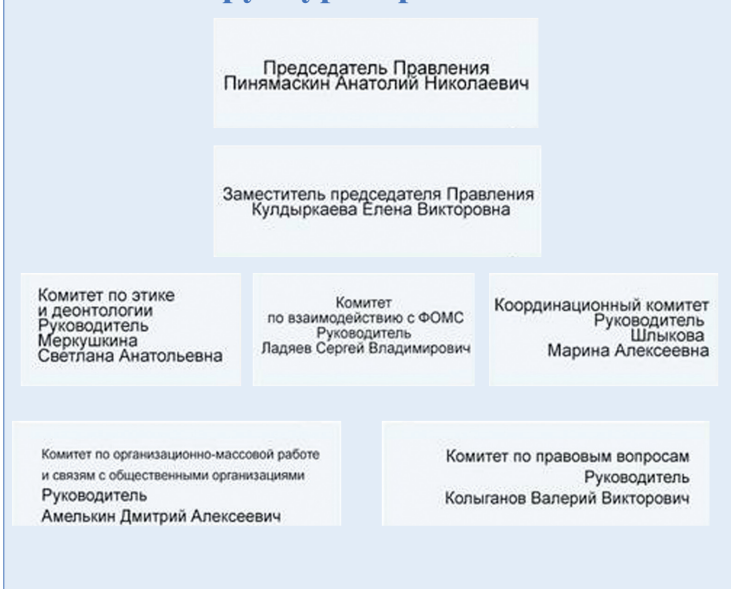 Председатель Правления
Пинямаскин Анатолий Николаевич
Заместитель председателя Правления
Кулдыркаева Елена Викторовна
Комитет по этике
и деонтологии
Руководитель
Меркушкина
Светлана Анатольевна
Комитет
по взаимодействию с ФОМС
Руководитель
Ладяев Сергей Владимирович
Координационный комитет
Руководитель
Шлыкова
Марина Алексеевна
Комитет по организационно-массовой работе
и связям с общественными организациями
Руководитель
Амелькин Дмитрий Алексеевич
Комитет по правовым вопросам
Руководитель
Колыганов Валерий Викторович